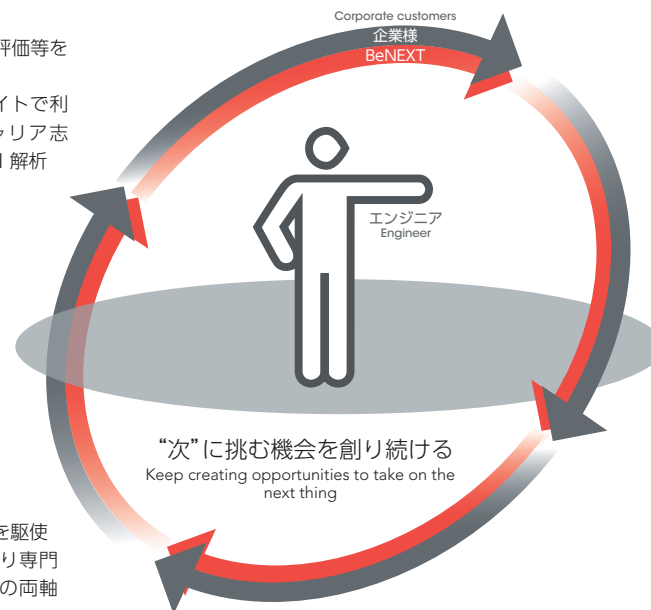 評価等を
イトで利
ャリア志
解析
Corporate customers
企業様
BeNEXT
エンジニア
Engineer
“次”に挑む機会を創り続ける
Keep creating opportunities to take on the
next thing
を駆使
り専門
の両軸